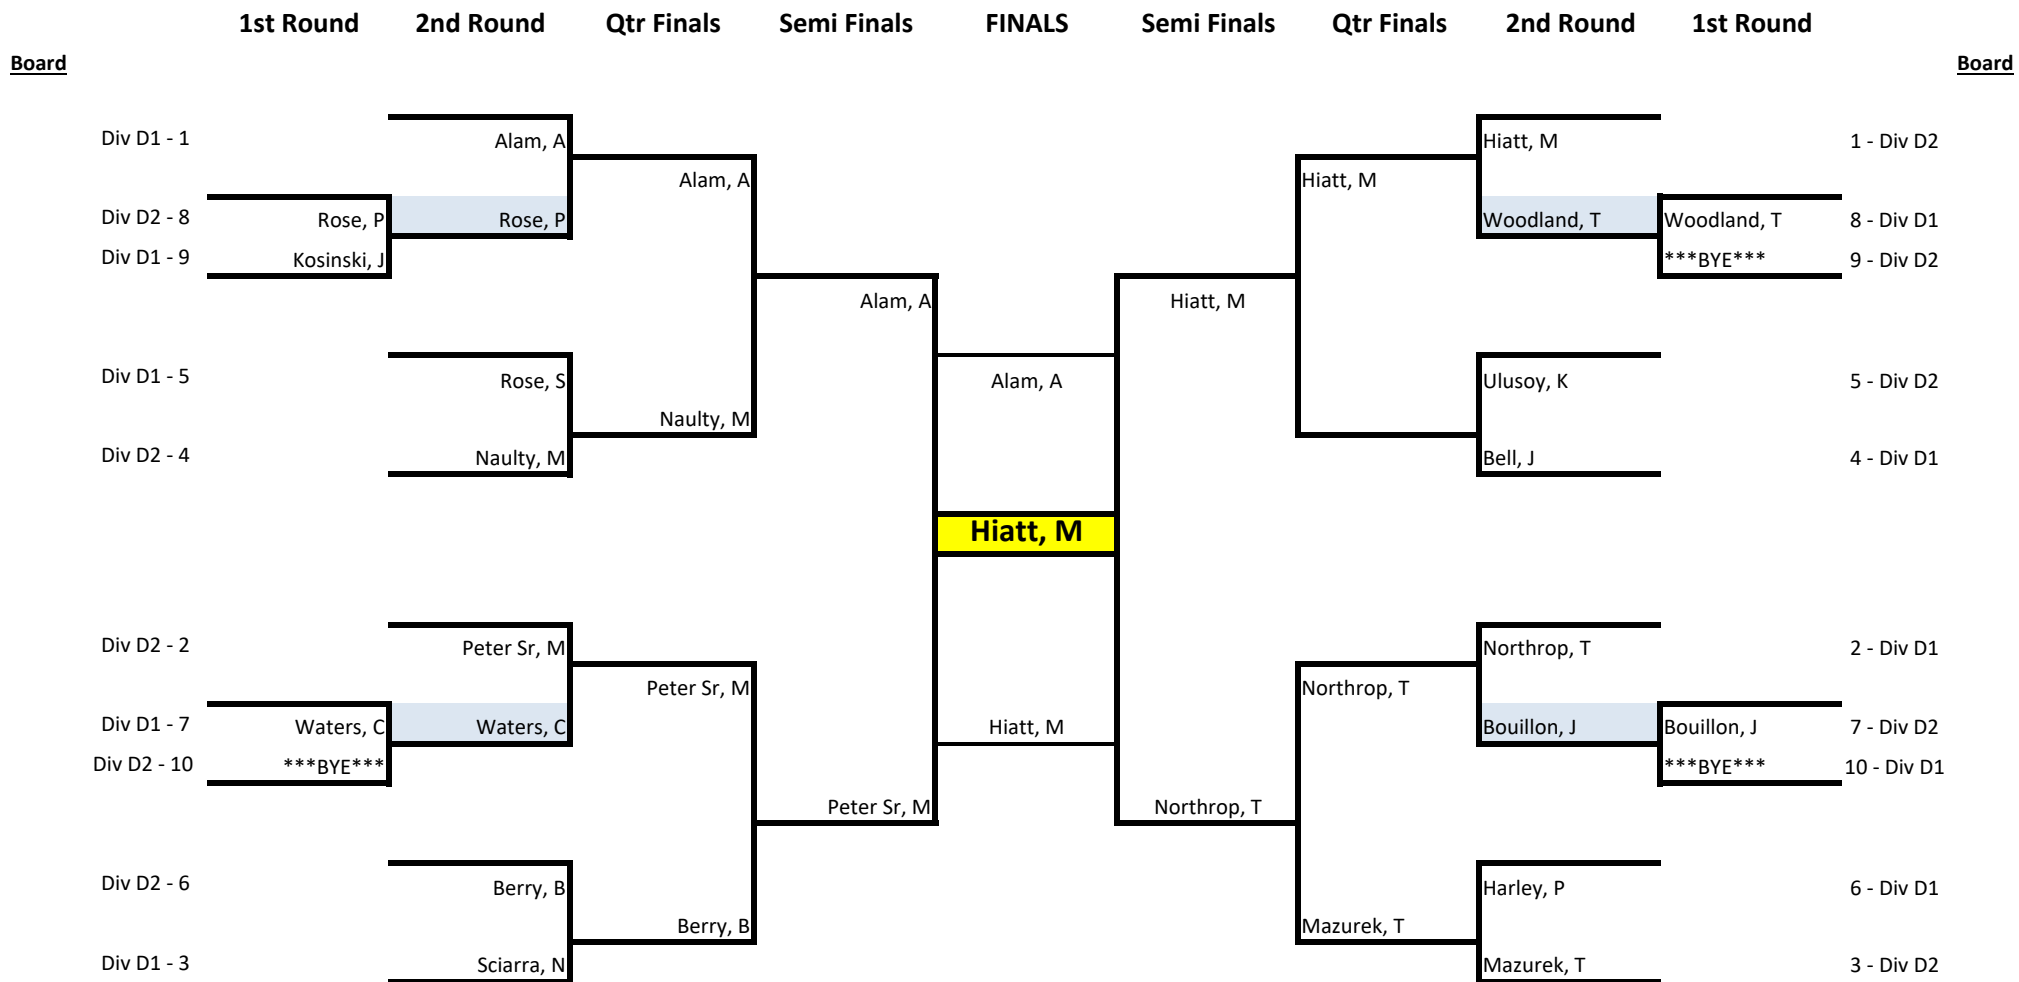 1st Round 2nd Round Qtr Finals Semi Finals FINALS Semi Finals Qtr Finals 2nd Round 1st Round
Board Board
Div D1 - 1 Alam, A Hiatt, M 1 - Div D2
Alam, A Hiatt, M
Div D2 - 8 Rose, P Rose, P Woodland, T Woodland, T 8 - Div D1
Div D1 - 9 Kosinski, J ***BYE*** 9 - Div D2
Alam, A Hiatt, M
Div D1 - 5 Rose, S Alam, A Ulusoy, K 5 - Div D2
Naulty, M
Div D2 - 4 Naulty, M Bell, J 4 - Div D1
Hiatt, M
Div D2 - 2 Peter Sr, M Northrop, T 2 - Div D1
Peter Sr, M Northrop, T
Div D1 - 7 Waters, C Waters, C Hiatt, M Bouillon, J Bouillon, J 7 - Div D2
Div D2 - 10 ***BYE*** ***BYE*** 10 - Div D1
Peter Sr, M Northrop, T
Div D2 - 6 Berry, B Harley, P 6 - Div D1
Berry, B Mazurek, T
Div D1 - 3 Sciarra, N Mazurek, T 3 - Div D2